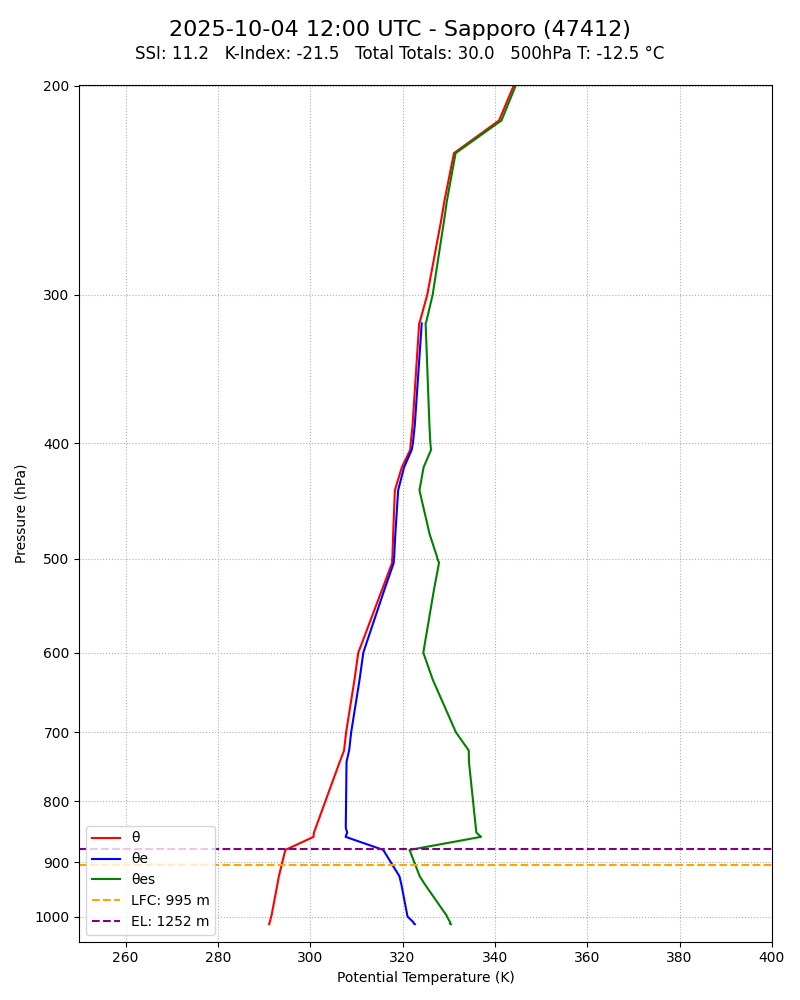 2025-10-04 12:00 UTC - Sapporo (47412)
SSI: 11.2 K-Index: -21.5 Total Totals: 30.0 500hPa T: -12.5 °C
200
300
400
500
600
700
800
900
1000
Pressure (hPa)
θ
θe
θes
LFC: 995 m
EL: 1252 m
260 280 300 320 340 360 380 400
Potential Temperature (K)